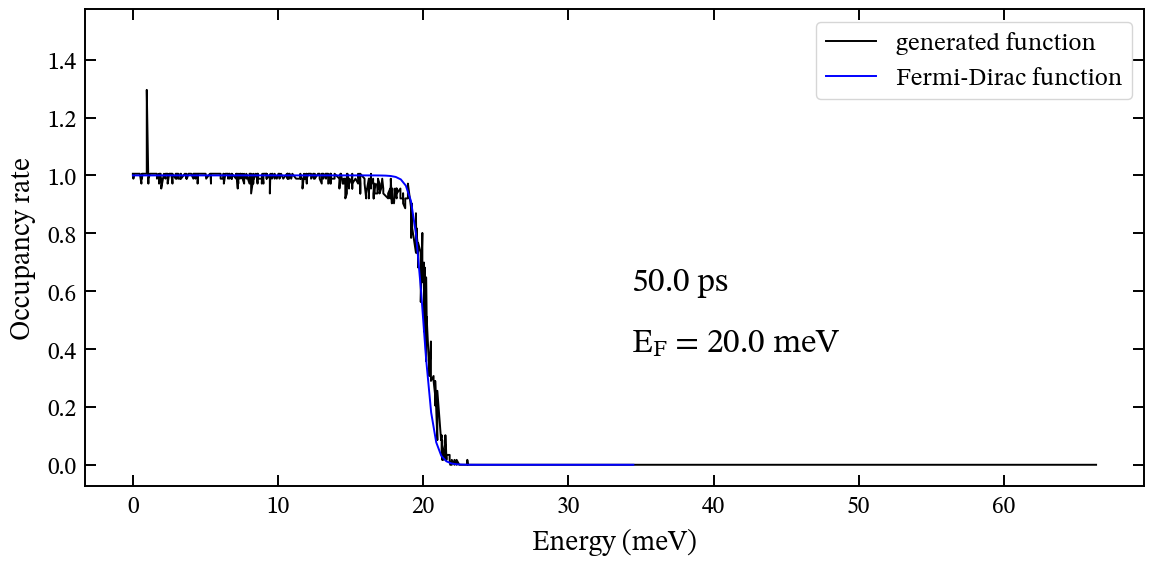 generated function
Fermi-Dirac function
1.4
1.2
1.0
0.8
0.6
0.4
0.2
0.0
Occupancy rate
50.0 ps
E_F = 20.0 meV
0 10 20 30 40 50 60
Energy (meV)